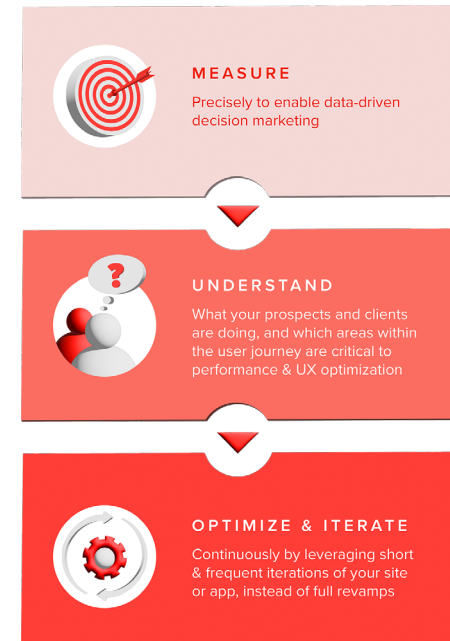 MEASURE
Precisely to enable data-driven
decision marketing
?
UNDERSTAND
What your prospects and clients
are doing, and which areas within
the user journey are critical to
performance & UX optimization
OPTIMIZE & ITERATE
Continuously by leveraging short
& frequent iterations of your site
or app, instead of full revamps